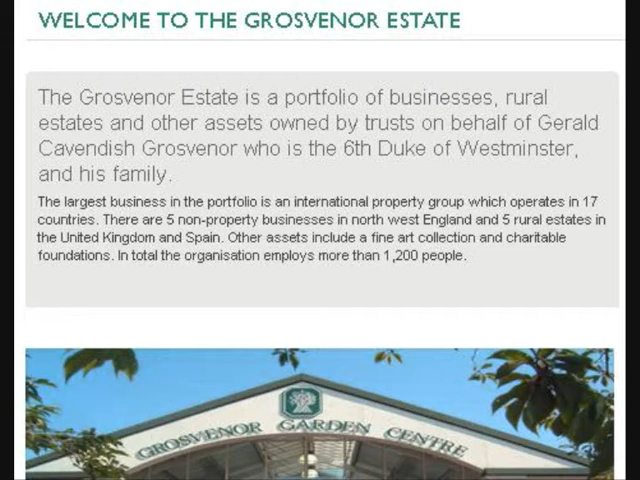 WELCOME TO THE GROSVENOR ESTATE
The Grosvenor Estate is a portfolio of businesses, rural
estates and other assets owned by trusts on behalf of Gerald
Cavendish Grosvenor who is the 6th Duke of Westminster,
and his family.
The largest business in the portfolio is an international property group which operates in 17
countries. There are 5 non-property businesses in north west England and 5 rural estates in
the United Kingdom and Spain. Other assets include a fine art collection and charitable
foundations. In total the organisation employs more than 1,200 people.
GROSVENOR GARDEN CENTRE